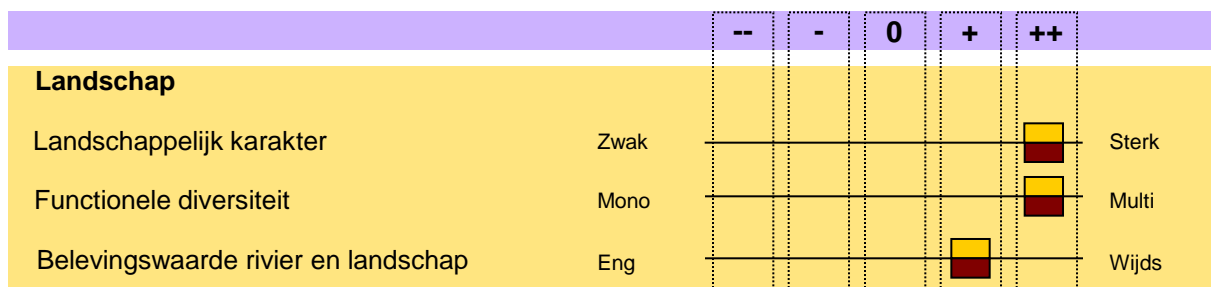 -- - 0 + ++
Landschap
Landschappelijk karakter Zwak Sterk
Functionele diversiteit Mono Multi
Belevingswaarde rivier en landschap Eng Wijds